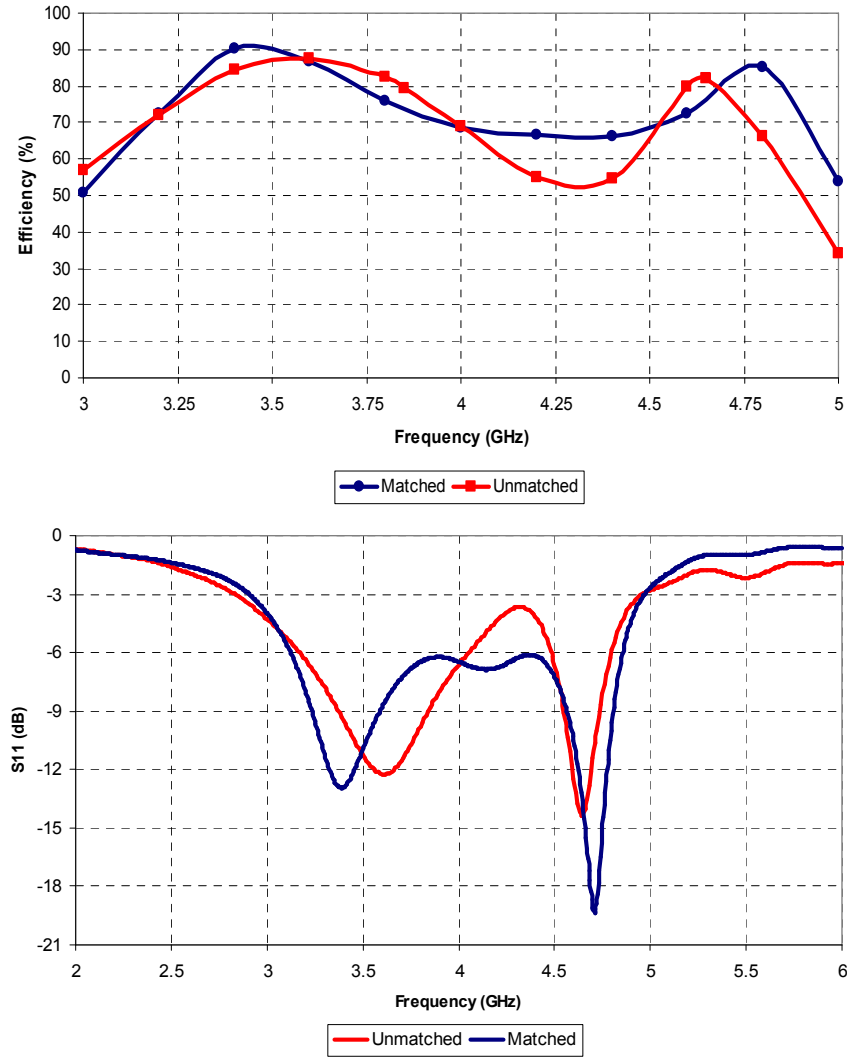 100
90
80
70
60
50
40
30
20
10
0
Efficiency (%)
3 3.25 3.5 3.75 4 4.25 4.5 4.75 5
Frequency (GHz)
Matched Unmatched
0
-3
-6
-9
-12
-15
-18
-21
S11 (dB)
2 2.5 3 3.5 4 4.5 5 5.5 6
Frequency (GHz)
Unmatched Matched